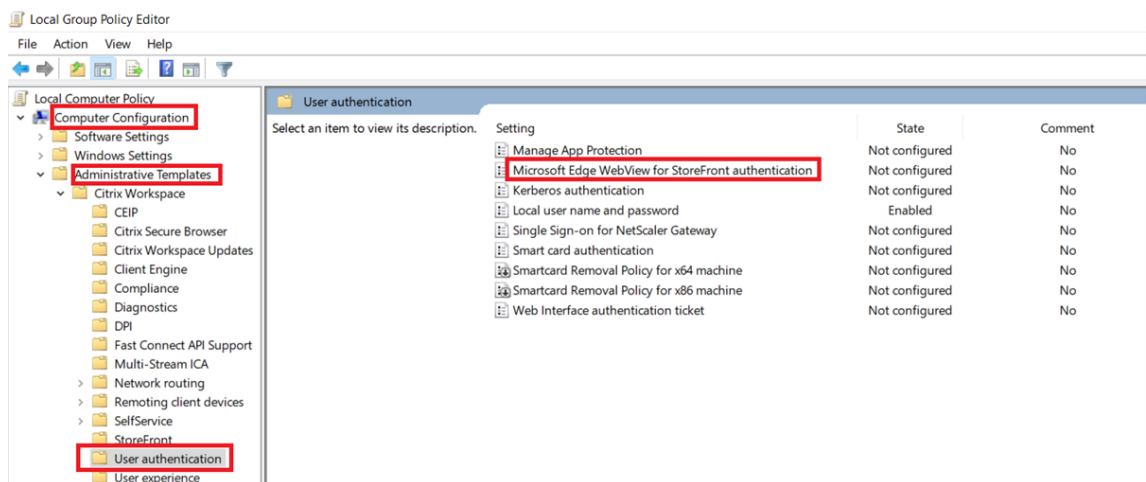 Local Group Policy Editor
File Action View Help
Local Computer Policy
Computer Configuration
Software Settings
Windows Settings
Administrative Templates
Citrix Workspace
CEIP
Citrix Secure Browser
Citrix Workspace Updates
Client Engine
Compliance
Diagnostics
DPI
Fast Connect API Support
Multi-Stream ICA
Network routing
Remoting client devices
SelfService
StoreFront
User authentication
User experience
User authentication
Select an item to view its description.
Setting State Comment
Manage App Protection Not configured No
Microsoft Edge WebView for StoreFront authentication Not configured No
Kerberos authentication Not configured No
Local user name and password Enabled No
Single Sign-on for NetScaler Gateway Not configured No
Smart card authentication Not configured No
Smartcard Removal Policy for x64 machine Not configured No
Smartcard Removal Policy for x86 machine Not configured No
Web Interface authentication ticket Not configured No